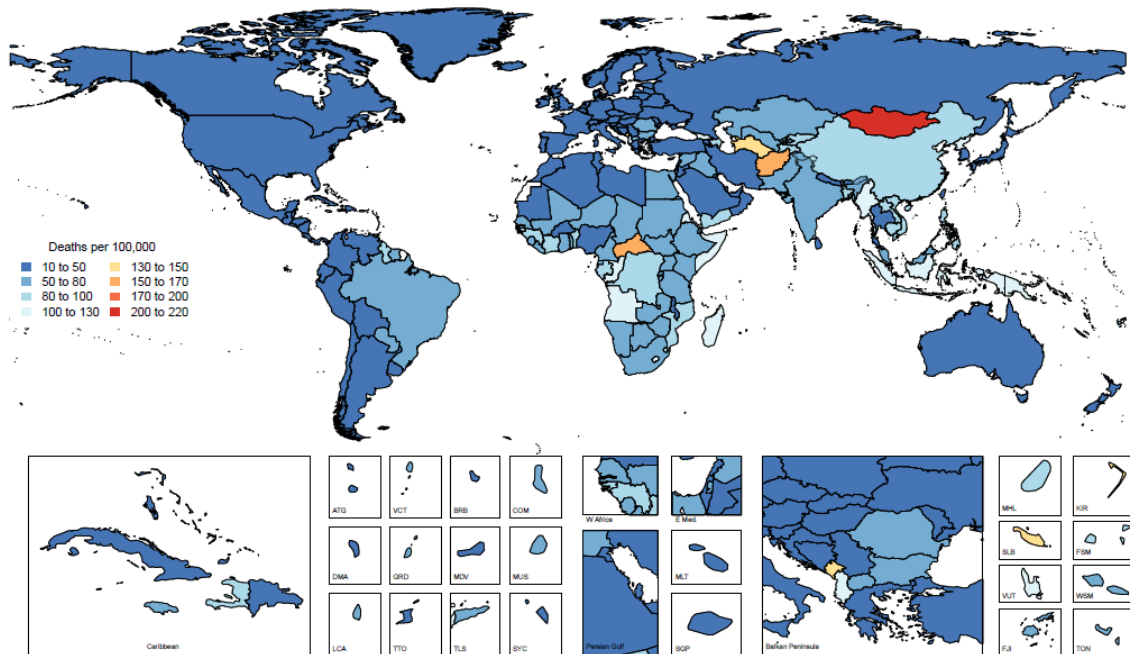 Deaths per 100,000
10 to 50
50 to 80
80 to 100
100 to 130
130 to 150
150 to 170
170 to 200
200 to 220
Caribbean
ATG
VCT
BRB
COM
DMA
GRD
MDV
MUS
LCA
TTO
TLS
SYC
W Africa
E Med.
Persian Gulf
MLT
SGP
Balkan Peninsula
MHL
KIR
SLB
FSM
VUT
WSM
FJI
TON